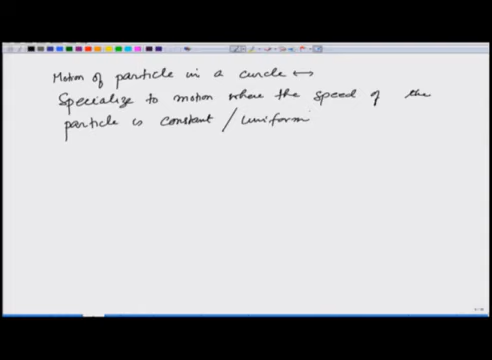 Motion of particle in a circle ↔
Specialize to motion where the speed of the
particle is constant / uniform